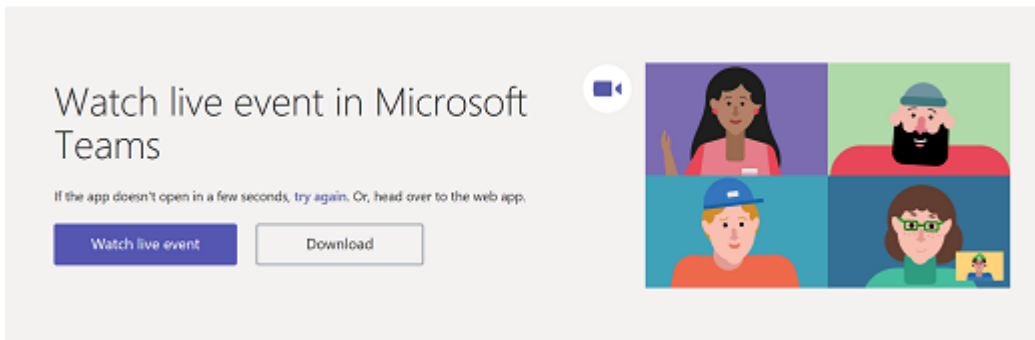 Watch live event in Microsoft
Teams
If the app doesn't open in a few seconds, try again. Or, head over to the web app.
Watch live event
Download